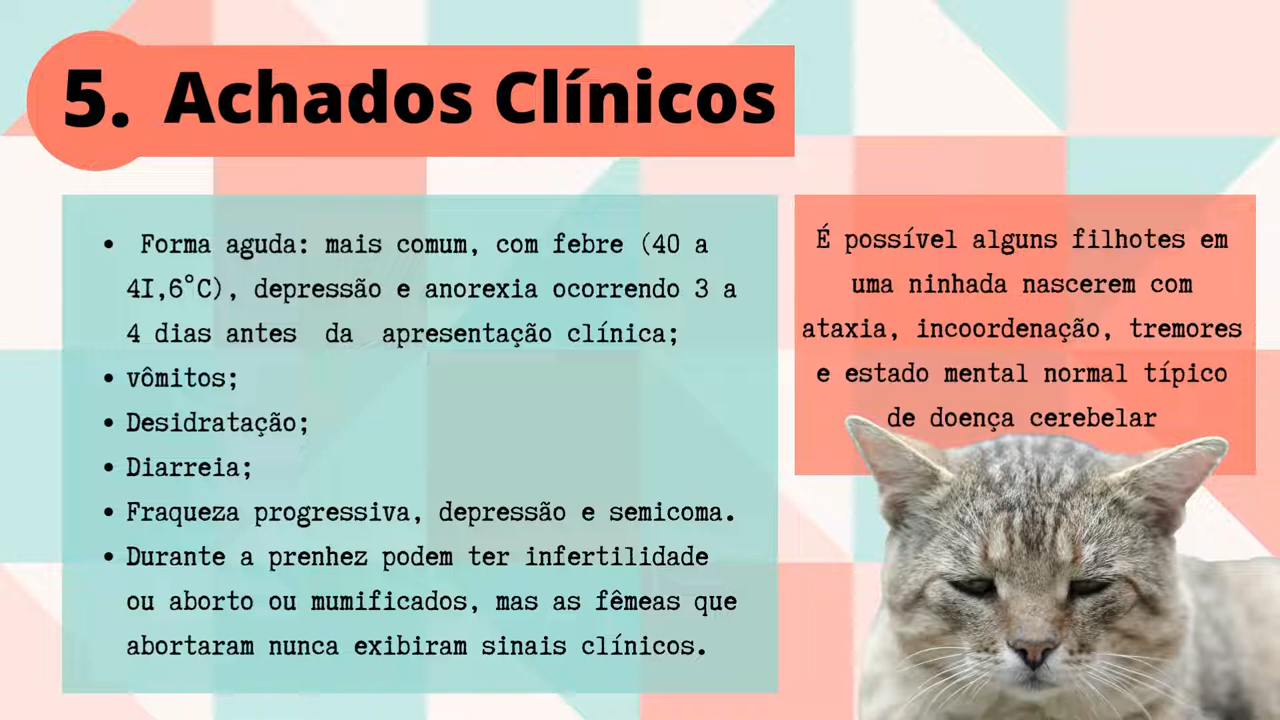 5. Achados Clínicos
• Forma aguda: mais comum, com febre (40 a
41,6°C), depressão e anorexia ocorrendo 3 a
4 dias antes da apresentação clínica;
• vômitos;
• Desidratação;
• Diarreia;
• Fraqueza progressiva, depressão e semicoma.
• Durante a prenhez podem ter infertilidade
ou aborto ou mumificados, mas as fêmeas que
abortaram nunca exibiram sinais clínicos.
É possível alguns filhotes em
uma ninhada nascerem com
ataxia, incoordenação, tremores
e estado mental normal típico
de doença cerebelar